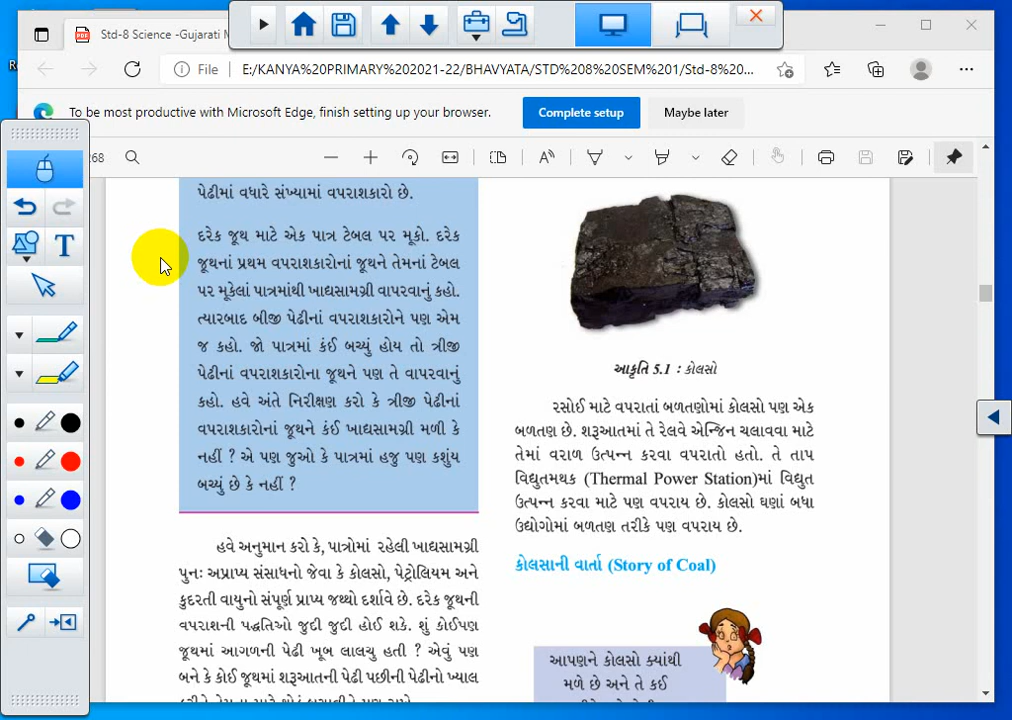 Std-8 Science -Gujarati M
File
E:/KANYA%20PRIMARY%202021-22/BHAVYATA/STD%208%20SEM%201/Std-8%20...
To be most productive with Microsoft Edge, finish setting up your browser.
Complete setup
Maybe later
68
T
પેઢીમાં વધારે સંખ્યામાં વપરાશકારો છે.
દરેક જૂથ માટે એક પાત્ર ટેબલ પર મૂકો. દરેક
જૂથનાં પ્રથમ વપરાશકારોનાં જૂથને તેમનાં ટેબલ
પર મૂકેલાં પાત્રમાંથી ખાદ્યસામગ્રી વાપરવાનું કહો.
ત્યારબાદ બીજી પેઢીનાં વપરાશકારોને પણ એમ
જ કહો. જો પાત્રમાં કંઈ બચ્યું હોય તો ત્રીજી
પેઢીનાં વપરાશકારોના જૂથને પણ તે વાપરવાનું
કહો. હવે અંતે નિરીક્ષણ કરો કે ત્રીજી પેઢીનાં
વપરાશકારોનાં જૂથને કંઈ ખાદ્યસામગ્રી મળી કે
નહીં ? એ પણ જુઓ કે પાત્રમાં હજુ પણ કશુંય
બચ્યું છે કે નહીં ?
હવે અનુમાન કરો કે, પાત્રોમાં રહેલી ખાદ્યસામગ્રી
પુનઃ અપ્રાપ્ય સંસાધનો જેવા કે કોલસો, પેટ્રોલિયમ અને
કુદરતી વાયુનો સંપૂર્ણ પ્રાપ્ય જથ્થો દર્શાવે છે. દરેક જૂથની
વપરાશની પદ્ધતિઓ જુદી જુદી હોઈ શકે. શું કોઈપણ
જૂથમાં આગળની પેઢી ખૂબ લાલચુ હતી ? એવું પણ
બને કે કોઈ જૂથમાં શરૂઆતની પેઢી પછીની પેઢીનો ખ્યાલ
આકૃતિ 5.1 : કોલસો
રસોઈ માટે વપરાતાં બળતણોમાં કોલસો પણ એક
બળતણ છે. શરૂઆતમાં તે રેલવે એન્જિન ચલાવવા માટે
તેમાં વરાળ ઉત્પન્ન કરવા વપરાતો હતો. તે તાપ
વિદ્યુતમથક (Thermal Power Station)માં વિદ્યુત
ઉત્પન્ન કરવા માટે પણ વપરાય છે. કોલસો ઘણાં બધા
ઉદ્યોગોમાં બળતણ તરીકે પણ વપરાય છે.
કોલસાની વાર્તા (Story of Coal)
આપણને કોલસો ક્યાંથી
મળે છે અને તે કઈ